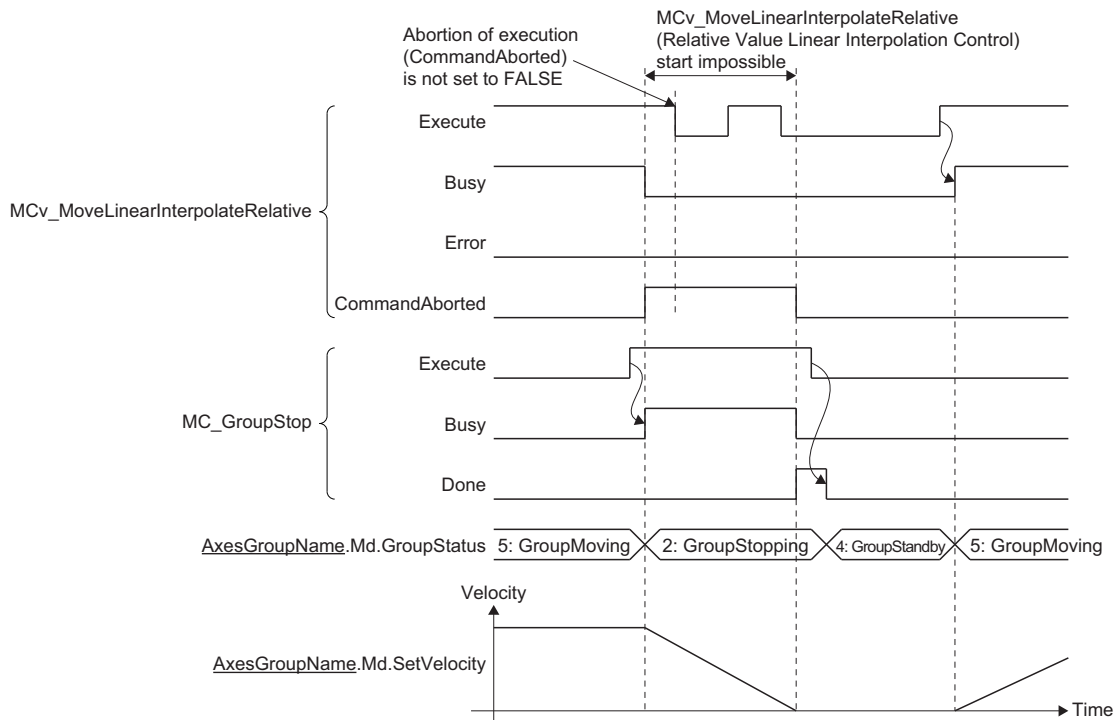 MCv_MoveLinearInterpolateRelative
(Relative Value Linear Interpolation Control)
start impossible
Abortion of execution
(CommandAborted)
is not set to FALSE
MCv_MoveLinearInterpolateRelative
Execute
Busy
Error
CommandAborted
MC_GroupStop
Execute
Busy
Done
AxesGroupName.Md.GroupStatus
5: GroupMoving
2: GroupStopping
4: GroupStandby
5: GroupMoving
Velocity
AxesGroupName.Md.SetVelocity
Time